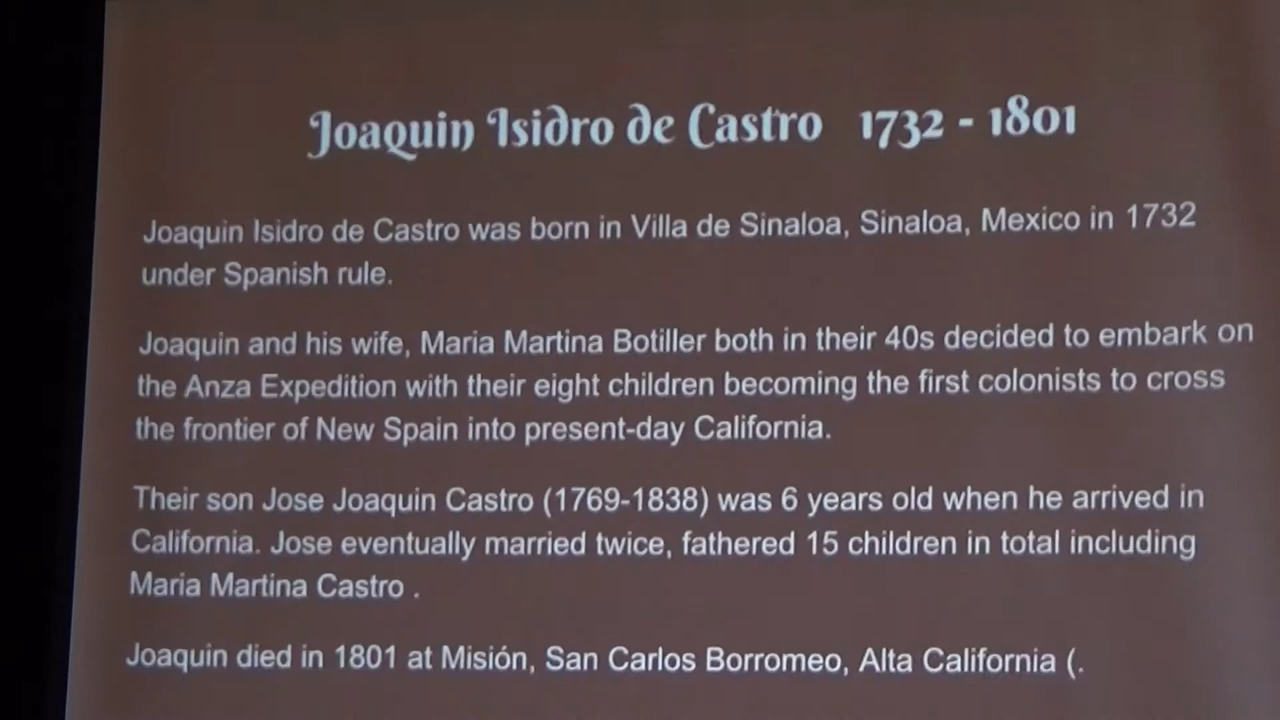 Joaquin Isidro de Castro 1732 - 1801
Joaquin Isidro de Castro was born in Villa de Sinaloa, Sinaloa, Mexico in 1732
under Spanish rule.
Joaquin and his wife, Maria Martina Botiller both in their 40s decided to embark on
the Anza Expedition with their eight children becoming the first colonists to cross
the frontier of New Spain into present-day California.
Their son Jose Joaquin Castro (1769-1838) was 6 years old when he arrived in
California. Jose eventually married twice, fathered 15 children in total including
Maria Martina Castro .
Joaquin died in 1801 at Misión, San Carlos Borromeo, Alta California (.